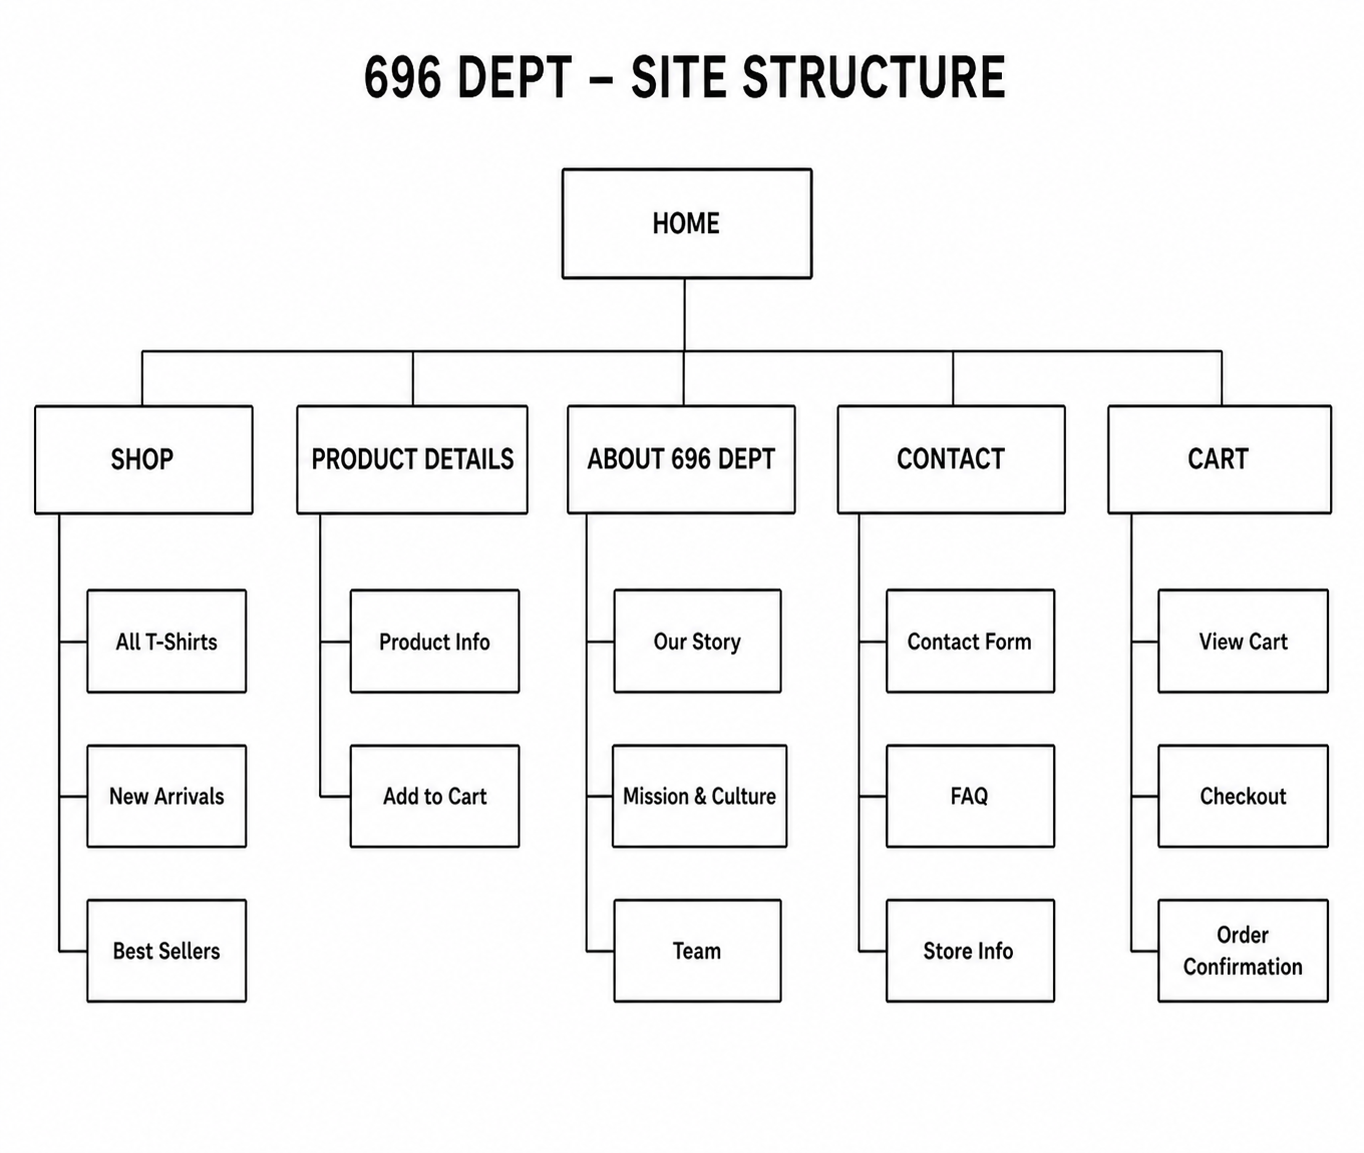 696 DEPT – SITE STRUCTURE
HOME
SHOP
PRODUCT DETAILS
ABOUT 696 DEPT
CONTACT
CART
All T-Shirts
Product Info
Our Story
Contact Form
View Cart
New Arrivals
Add to Cart
Mission & Culture
FAQ
Checkout
Best Sellers
Team
Store Info
Order
Confirmation